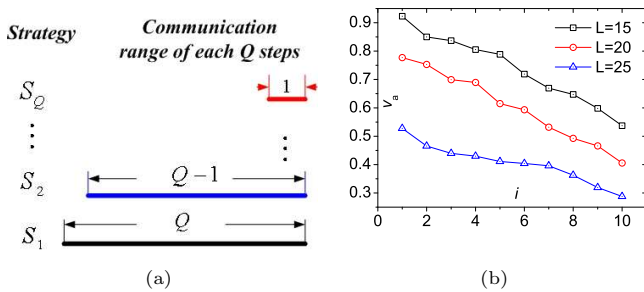 Strategy
Communication
range of each Q steps
S_Q
1
⋮
⋮
S_2
Q−1
S_1
Q
(a)
0.9
0.8
0.7
0.6
0.5
0.4
0.3
v_a
L=15
L=20
L=25
0 2 4 6 8 10
i
(b)